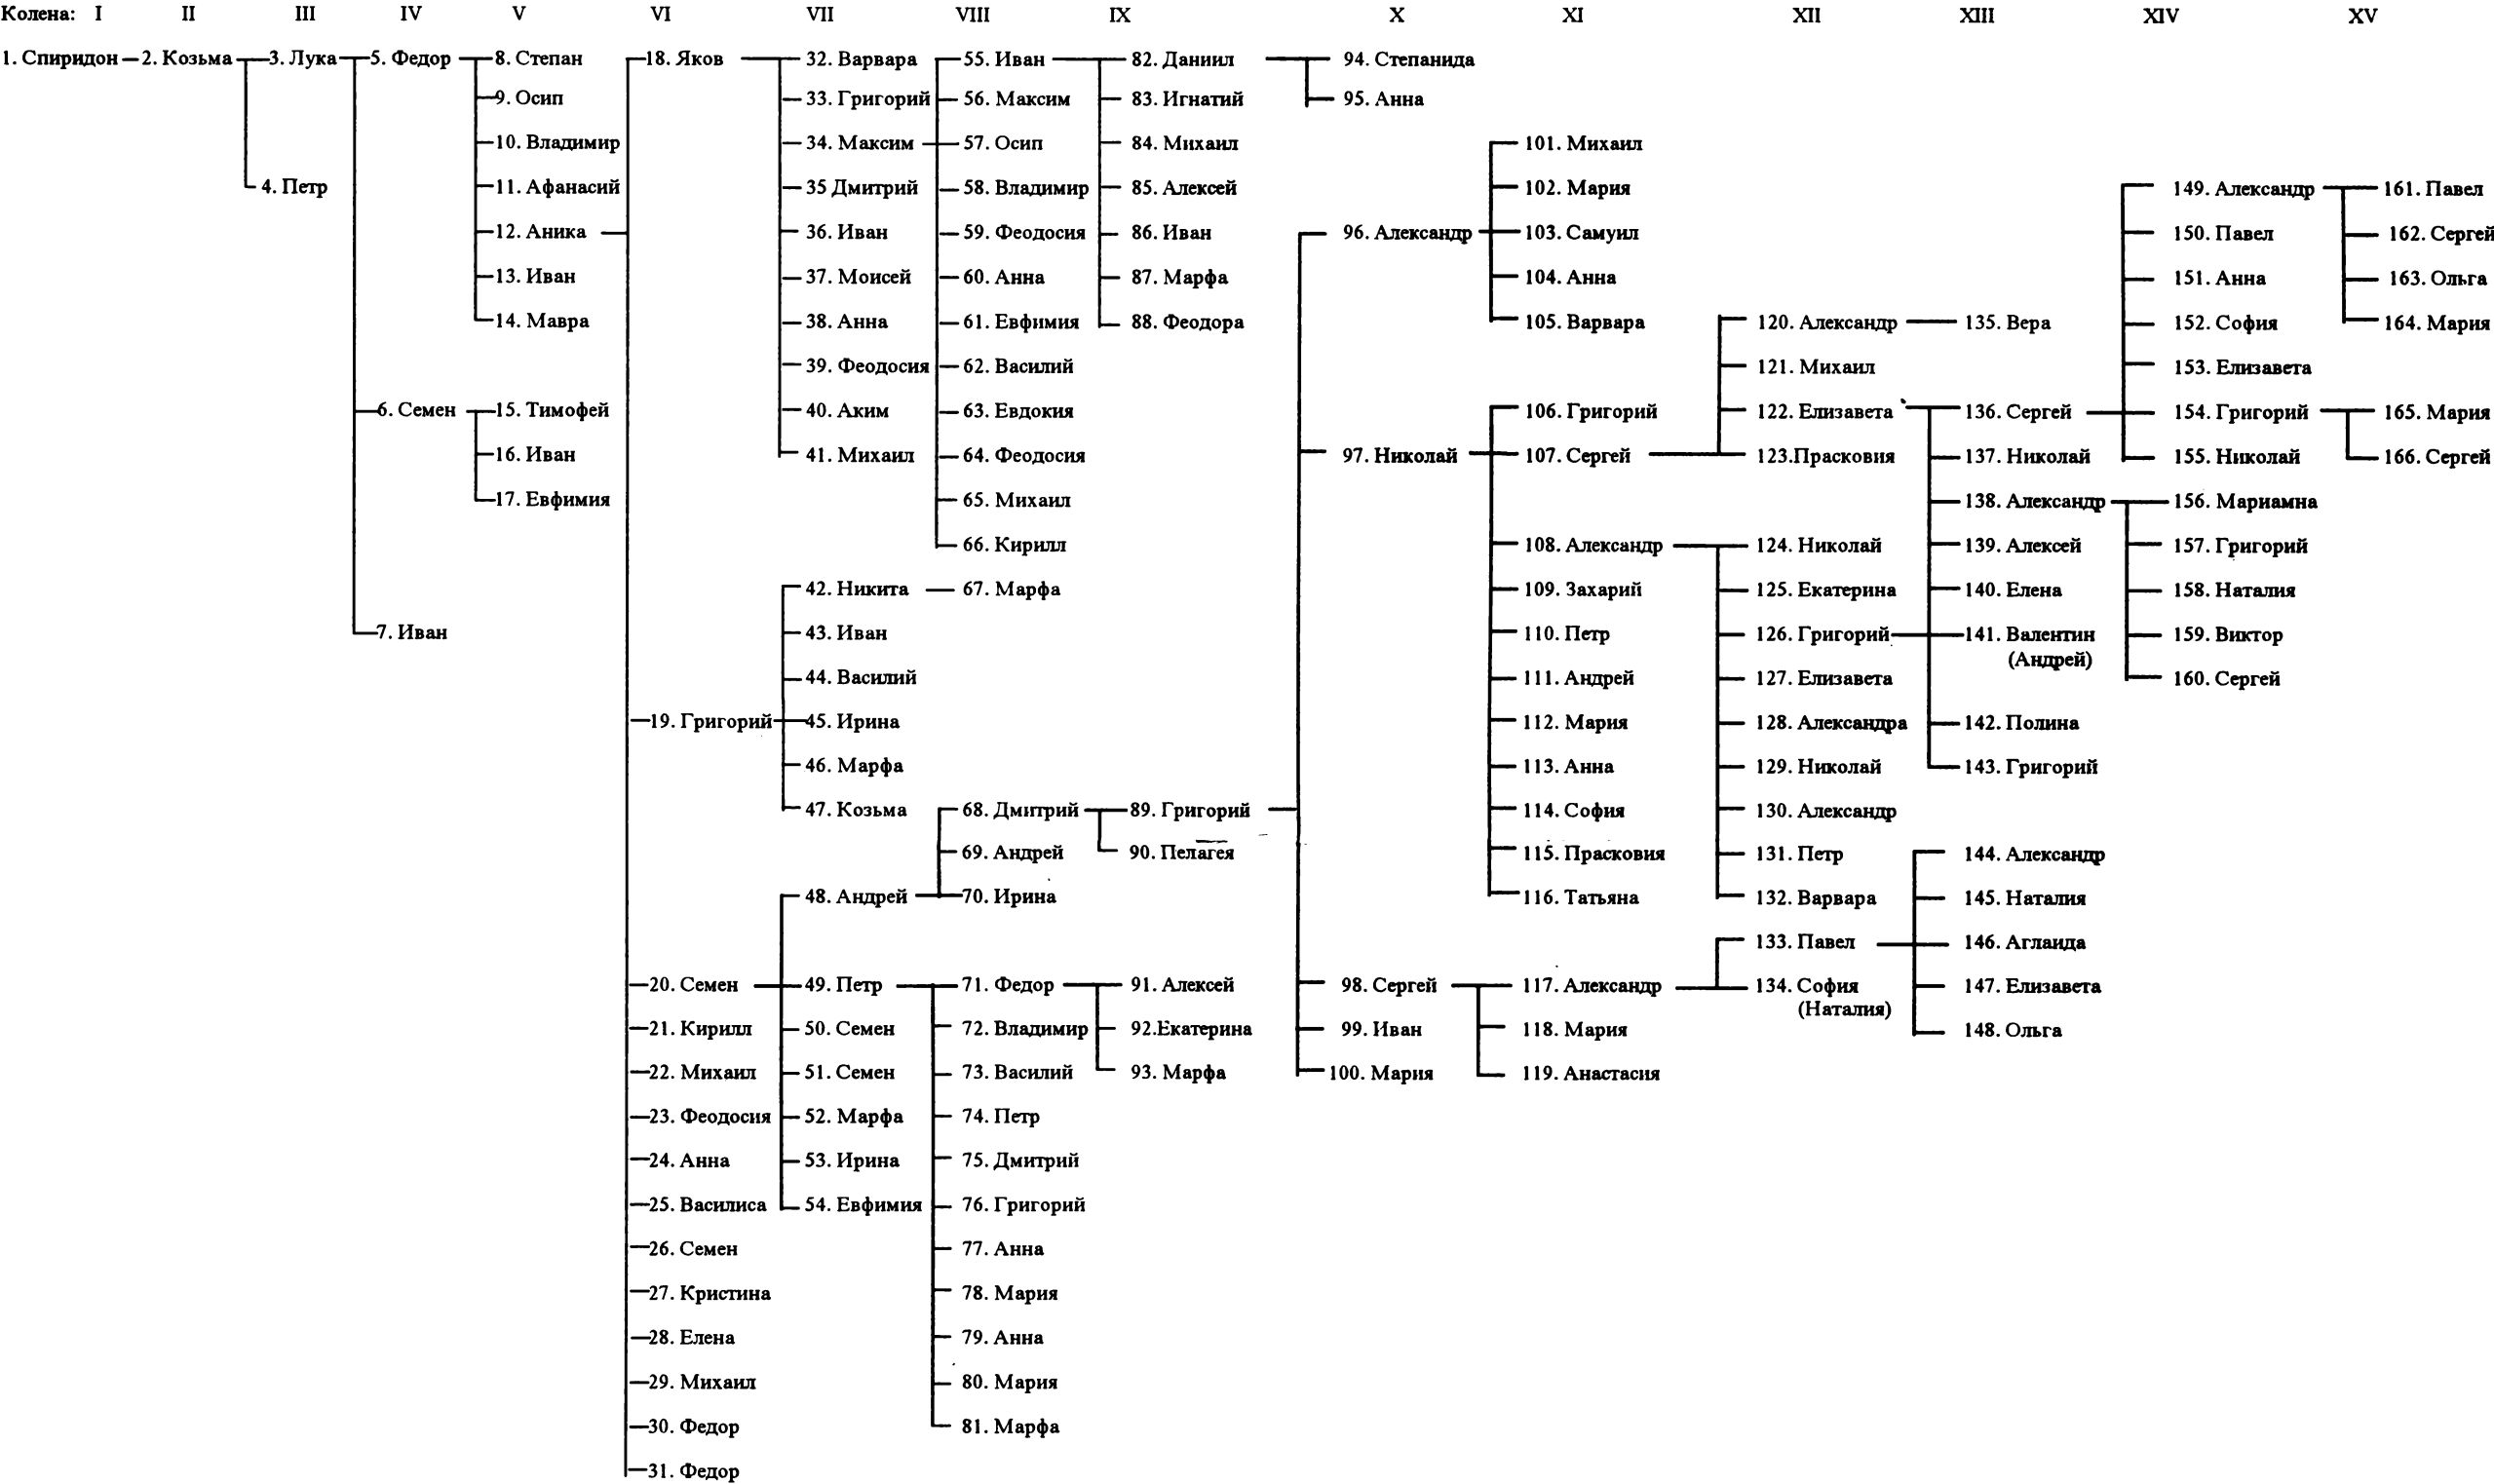 Колена: I II III IV V VI VII VIII IX X XI XII XIII XIV XV
1. Спиридон
2. Козьма
3. Лука
4. Петр
5. Федор
6. Семен
7. Иван
8. Степан
9. Осип
10. Владимир
11. Афанасий
12. Аника
13. Иван
14. Мавра
15. Тимофей
16. Иван
17. Евфимия
18. Яков
19. Григорий
20. Семен
21. Кирилл
22. Михаил
23. Феодосия
24. Анна
25. Василиса
26. Семен
27. Кристина
28. Елена
29. Михаил
30. Федор
31. Федор
32. Варвара
33. Григорий
34. Максим
35 Дмитрий
36. Иван
37. Моисей
38. Анна
39. Феодосия
40. Аким
41. Михаил
42. Никита
43. Иван
44. Василий
45. Ирина
46. Марфа
47. Козьма
48. Андрей
49. Петр
50. Семен
51. Семен
52. Марфа
53. Ирина
54. Евфимия
55. Иван
56. Максим
57. Осип
58. Владимир
59. Феодосия
60. Анна
61. Евфимия
62. Василий
63. Евдокия
64. Феодосия
65. Михаил
66. Кирилл
67. Марфа
68. Дмитрий
69. Андрей
70. Ирина
71. Федор
72. Владимир
73. Василий
74. Петр
75. Дмитрий
76. Григорий
77. Анна
78. Мария
79. Анна
80. Мария
81. Марфа
82. Даниил
83. Игнатий
84. Михаил
85. Алексей
86. Иван
87. Марфа
88. Феодора
89. Григорий
90. Пелагея
91. Алексей
92.Екатерина
93. Марфа
94. Степанида
95. Анна
96. Александр
97. Николай
98. Сергей
99. Иван
100. Мария
101. Михаил
102. Мария
103. Самуил
104. Анна
105. Варвара
106. Григорий
107. Сергей
108. Александр
109. Захарий
110. Петр
111. Андрей
112. Мария
113. Анна
114. София
115. Прасковия
116. Татьяна
117. Александр
118. Мария
119. Анастасия
120. Александр
121. Михаил
122. Елизавета
123.Прасковия
124. Николай
125. Екатерина
126. Григорий
127. Елизавета
128. Александра
129. Николай
130. Александр
131. Петр
132. Варвара
133. Павел
134. София
(Наталия)
135. Вера
136. Сергей
137. Николай
138. Александр
139. Алексей
140. Елена
141. Валентин
(Андрей)
142. Полина
143. Григорий
144. Александр
145. Наталия
146. Аглаида
147. Елизавета
148. Ольга
149. Александр
150. Павел
151. Анна
152. София
153. Елизавета
154. Григорий
155. Николай
156. Мариамна
157. Григорий
158. Наталия
159. Виктор
160. Сергей
161. Павел
162. Сергей
163. Ольга
164. Мария
165. Мария
166. Сергей